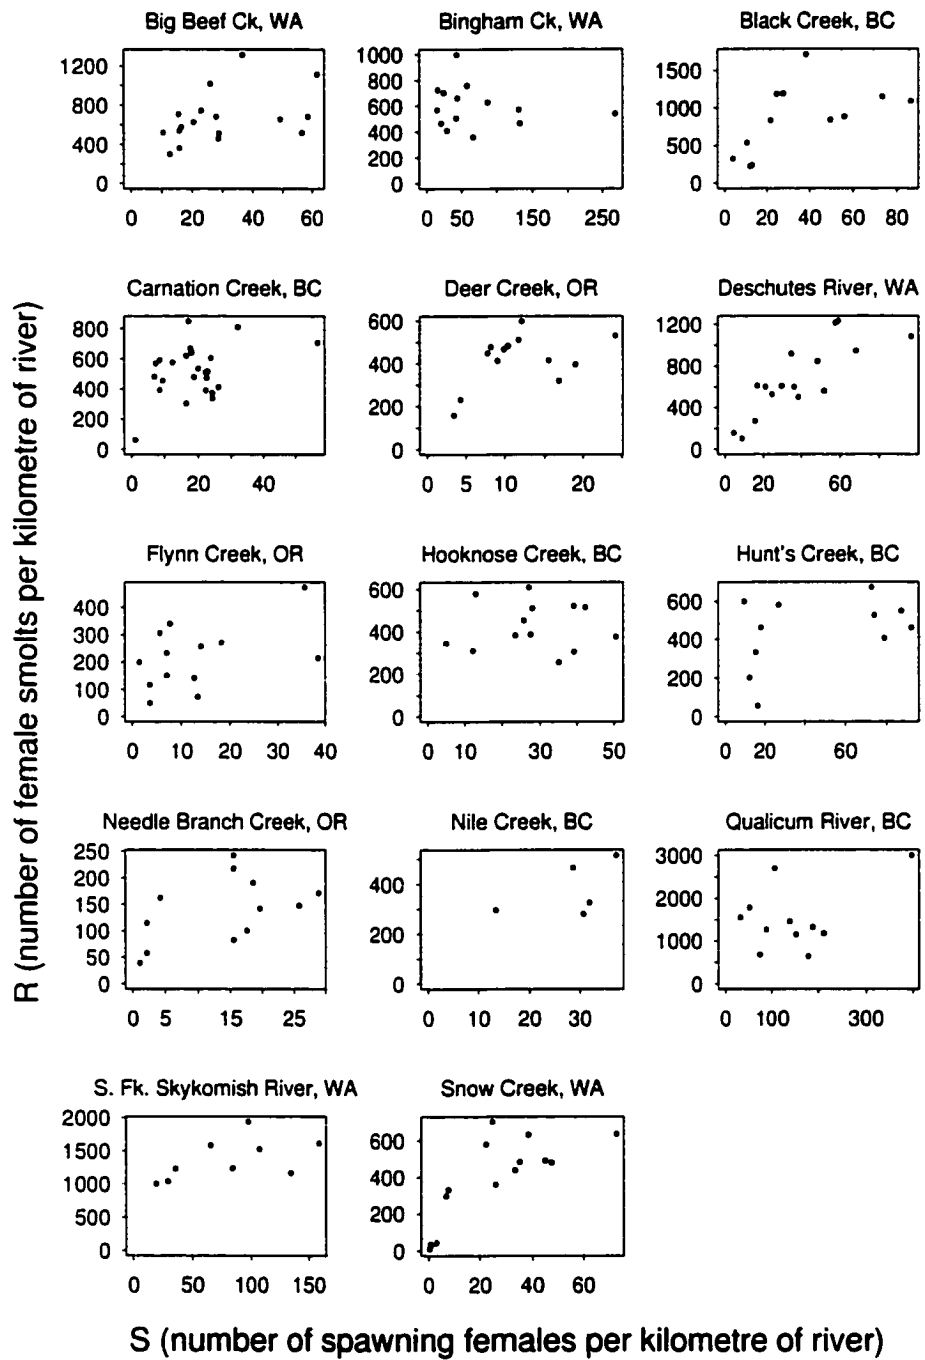 Big Beef Ck, WA Bingham Ck, WA Black Creek, BC
1200 1000 1500
800 800 1000
400 600 500
0 400 0
200
0
0 20 40 60 50 150 250 0 20 40 60 80
Carnation Creek, BC Deer Creek, OR Deschutes River, WA
800 600 1200
600 400 800
400 200 400
200 0 0
0
20 40 0 5 10 20 0 20 60
Flynn Creek, OR Hooknose Creek, BC Hunt's Creek, BC
400 600 600
300 400 400
200 200 200
100 0 0
0
0 10 20 30 40 0 10 30 50 0 20 60
Needle Branch Creek, OR Nile Creek, BC Qualicum River, BC
250 400 3000
200 200 2000
150 0 1000
100 0
50
0
0 5 15 25 0 10 20 30 0 100 300
S. Fk. Skykomish River, WA Snow Creek, WA
2000 600
1500 400
1000 200
500 0
0
0 50 100 150 0 20 40 60
R (number of female smolts per kilometre of river)
S (number of spawning females per kilometre of river)